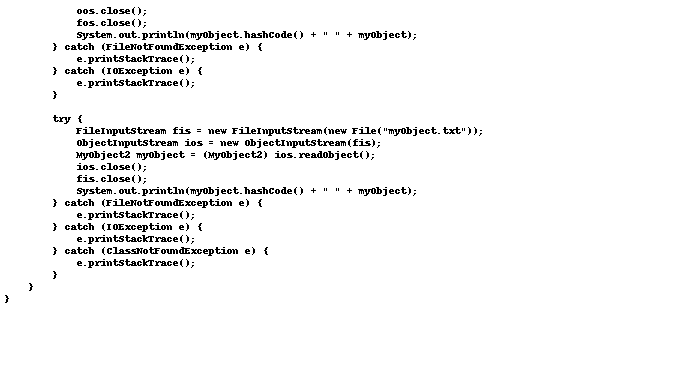 oos.close();
            fos.close();
            System.out.println(myObject.hashCode() + " " + myObject);
        } catch (FileNotFoundException e) {
            e.printStackTrace();
        } catch (IOException e) {
            e.printStackTrace();
        }

        try {
            FileInputStream fis = new FileInputStream(new File("myObject.txt"));
            ObjectInputStream ios = new ObjectInputStream(fis);
            MyObject2 myObject = (MyObject2) ios.readObject();
            ios.close();
            fis.close();
            System.out.println(myObject.hashCode() + " " + myObject);
        } catch (FileNotFoundException e) {
            e.printStackTrace();
        } catch (IOException e) {
            e.printStackTrace();
        } catch (ClassNotFoundException e) {
            e.printStackTrace();
        }
    }
}